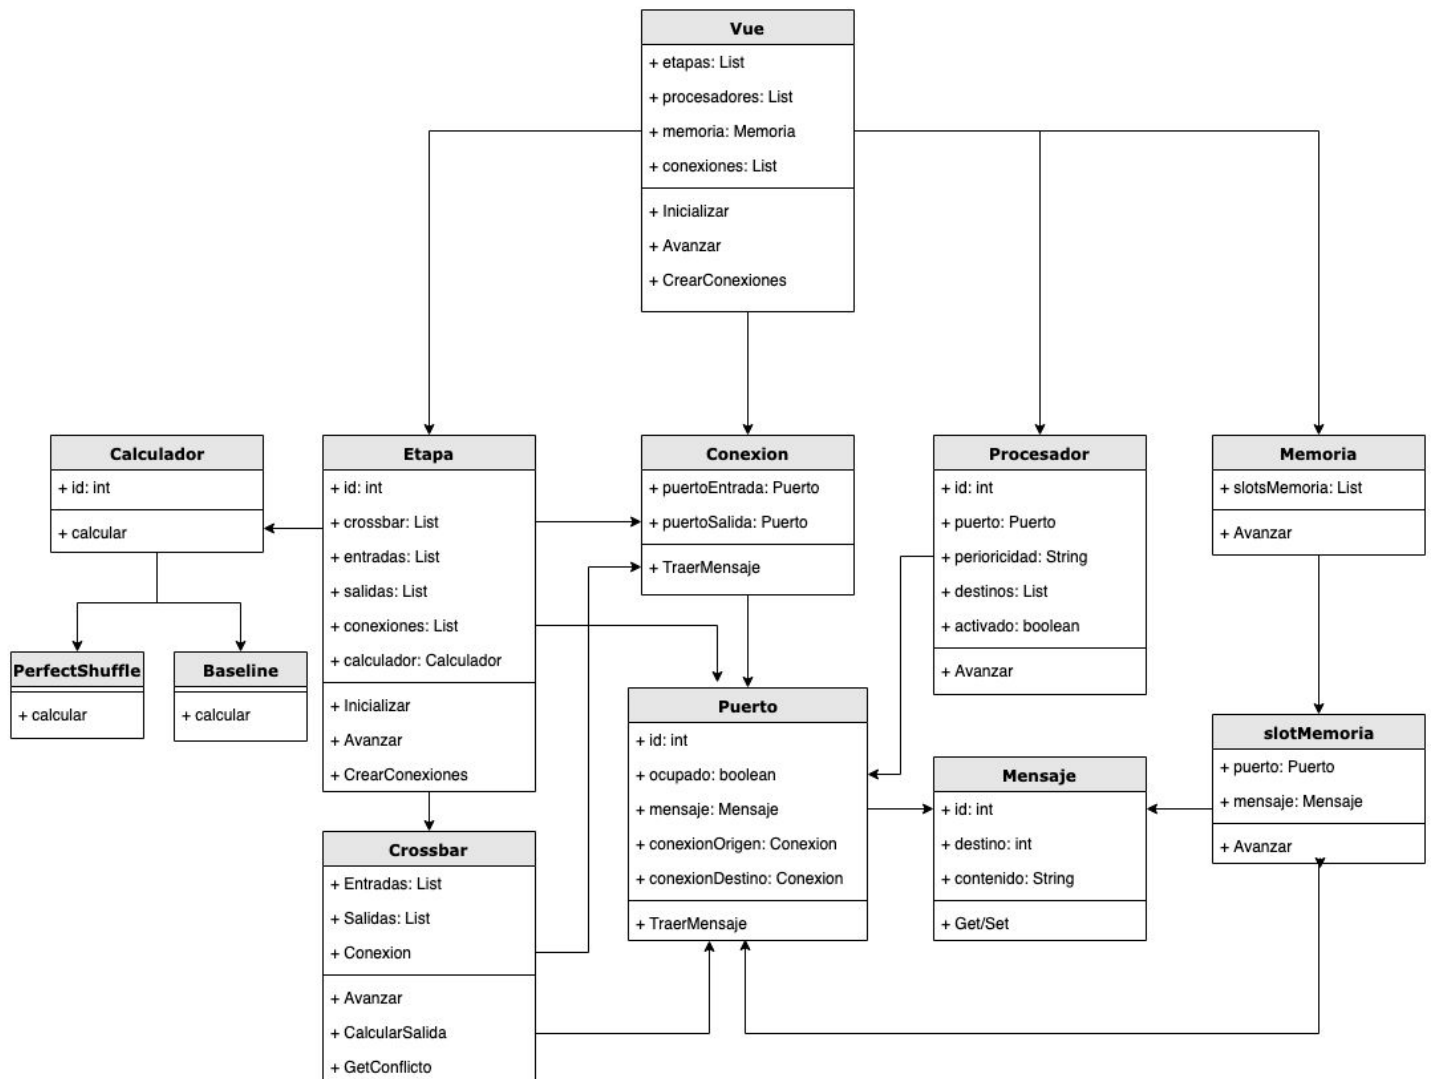 Vue
+ etapas: List
+ procesadores: List
+ memoria: Memoria
+ conexiones: List
+ Inicializar
+ Avanzar
+ CrearConexiones
Calculador
+ id: int
+ calcular
PerfectShuffle
+ calcular
Baseline
+ calcular
Etapa
+ id: int
+ crossbar: List
+ entradas: List
+ salidas: List
+ conexiones: List
+ calculador: Calculador
+ Inicializar
+ Avanzar
+ CrearConexiones
Crossbar
+ Entradas: List
+ Salidas: List
+ Conexion
+ Avanzar
+ CalcularSalida
+ GetConflicto
Conexion
+ puertoEntrada: Puerto
+ puertoSalida: Puerto
+ TraerMensaje
Puerto
+ id: int
+ ocupado: boolean
+ mensaje: Mensaje
+ conexionOrigen: Conexion
+ conexionDestino: Conexion
+ TraerMensaje
Procesador
+ id: int
+ puerto: Puerto
+ perioricidad: String
+ destinos: List
+ activado: boolean
+ Avanzar
Mensaje
+ id: int
+ destino: int
+ contenido: String
+ Get/Set
Memoria
+ slotsMemoria: List
+ Avanzar
slotMemoria
+ puerto: Puerto
+ mensaje: Mensaje
+ Avanzar